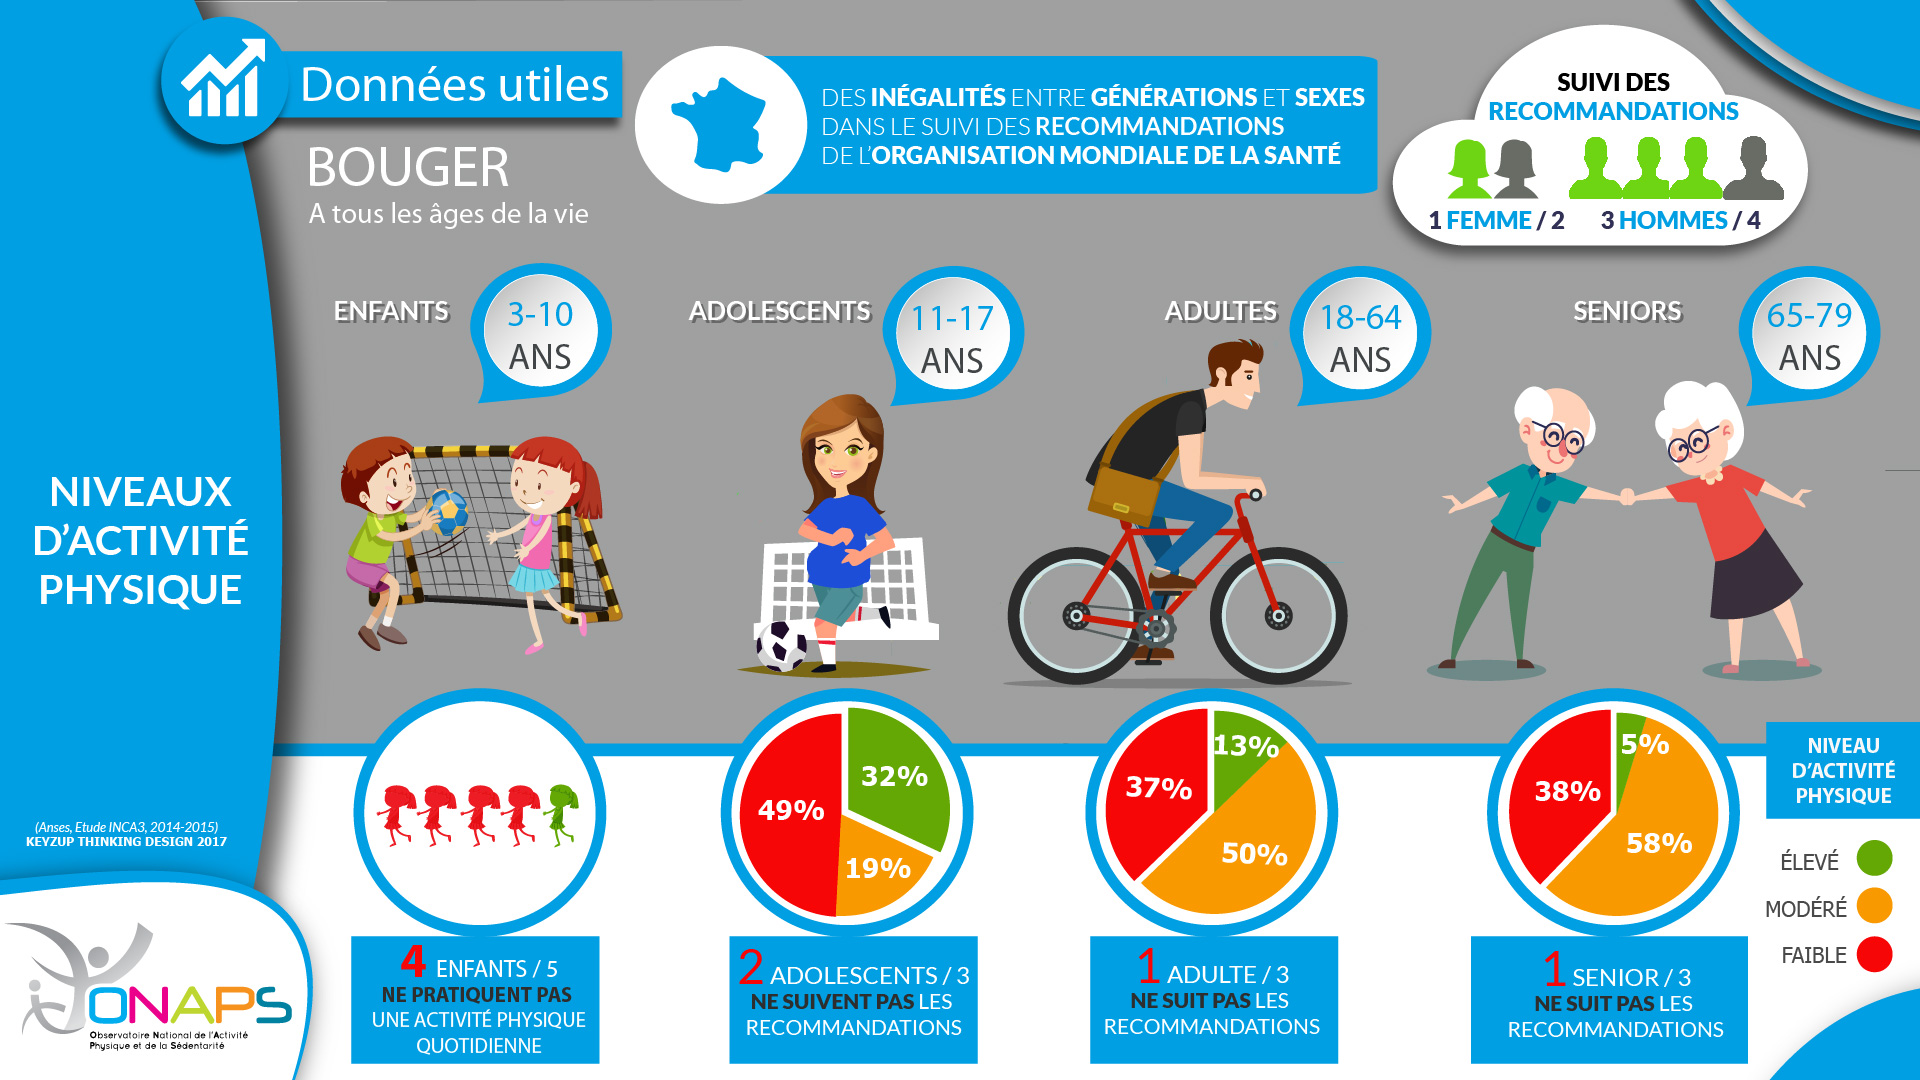 Données utiles
BOUGER
A tous les âges de la vie
DES INÉGALITÉS ENTRE GÉNÉRATIONS ET SEXES
DANS LE SUIVI DES RECOMMANDATIONS
DE L'ORGANISATION MONDIALE DE LA SANTÉ
SUIVI DES
RECOMMANDATIONS
1 FEMME / 2
3 HOMMES / 4
NIVEAUX
D'ACTIVITÉ
PHYSIQUE
ENFANTS
3-10
ANS
ADOLESCENTS
11-17
ANS
ADULTES
18-64
ANS
SENIORS
65-79
ANS
32%
49%
19%
13%
37%
50%
5%
38%
58%
4 ENFANTS / 5
NE PRATIQUENT PAS
UNE ACTIVITÉ PHYSIQUE
QUOTIDIENNE
2 ADOLESCENTS / 3
NE SUIVENT PAS LES
RECOMMANDATIONS
1 ADULTE / 3
NE SUIT PAS LES
RECOMMANDATIONS
1 SENIOR / 3
NE SUIT PAS LES
RECOMMANDATIONS
NIVEAU
D'ACTIVITÉ
PHYSIQUE
ÉLEVÉ
MODÉRÉ
FAIBLE
(Anses, Etude INCA3, 2014-2015)
KEYZUP THINKING DESIGN 2017
ONAPS
Observatoire National de l'Activité
Physique et de la Sédentarité